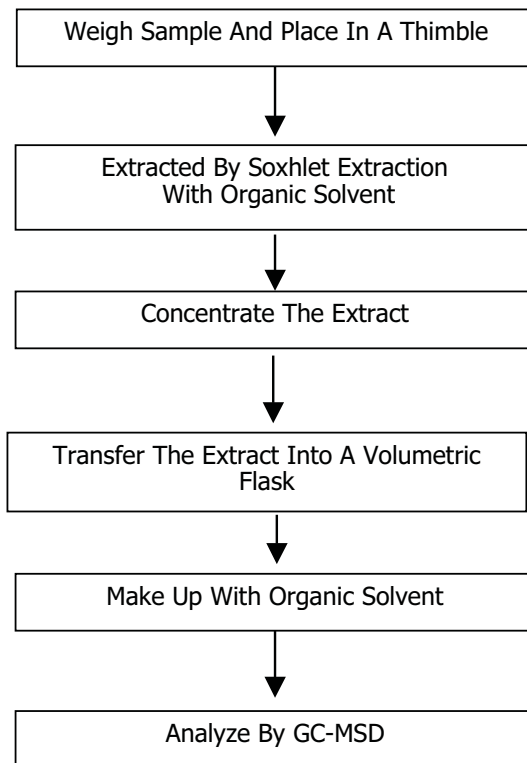 Weigh Sample And Place In A Thimble
Extracted By Soxhlet Extraction
With Organic Solvent
Concentrate The Extract
Transfer The Extract Into A Volumetric
Flask
Make Up With Organic Solvent
Analyze By GC-MSD